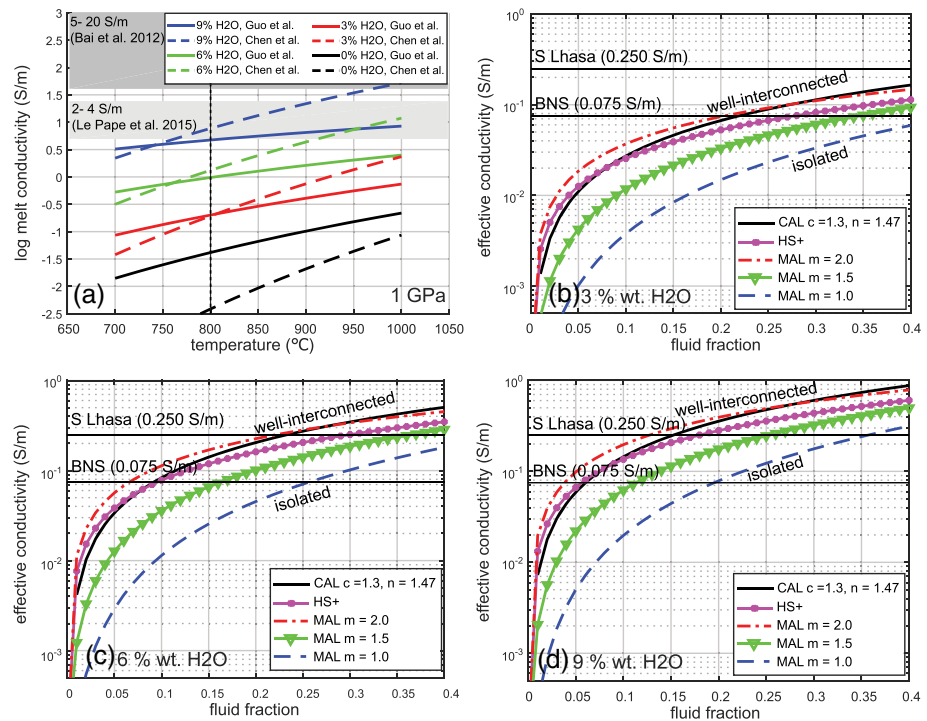 5- 20 S/m
(Bai et al. 2012)
9% H2O, Guo et al.
9% H2O, Chen et al.
6% H2O, Guo et al.
6% H2O, Chen et al.
3% H2O, Guo et al.
3% H2O, Chen et al.
0% H2O, Guo et al.
0% H2O, Chen et al.
2- 4 S/m
(Le Pape et al. 2015)
log melt conductivity (S/m)
3
2.5
2
1.5
1
0.5
0
-0.5
-1
-1.5
-2
2.5
(a)
1 GPa
650 700 750 800 850 900 950 1000 1050
temperature (℃)
effective conductivity (S/m)
10^0
10^-1
10^-2
10^-3
S Lhasa (0.250 S/m)
BNS (0.075 S/m)
well-interconnected
isolated
CAL c =1.3, n = 1.47
HS+
MAL m = 2.0
MAL m = 1.5
MAL m = 1.0
(b) 3 % wt. H2O
0 0.05 0.1 0.15 0.2 0.25 0.3 0.35 0.4
fluid fraction
effective conductivity (S/m)
10^0
10^-1
10^-2
10^-3
S Lhasa (0.250 S/m)
BNS (0.075 S/m)
well-interconnected
isolated
CAL c =1.3, n = 1.47
HS+
MAL m = 2.0
MAL m = 1.5
MAL m = 1.0
(c) 6 % wt. H2O
0 0.05 0.1 0.15 0.2 0.25 0.3 0.35 0.4
fluid fraction
effective conductivity (S/m)
10^0
10^-1
10^-2
10^-3
S Lhasa (0.250 S/m)
BNS (0.075 S/m)
well-interconnected
isolated
CAL c =1.3, n = 1.47
HS+
MAL m = 2.0
MAL m = 1.5
MAL m = 1.0
(d) 9 % wt. H2O
0 0.05 0.1 0.15 0.2 0.25 0.3 0.35 0.4
fluid fraction